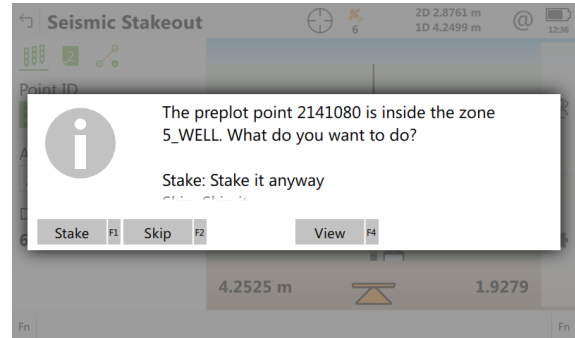 Seismic Stakeout
6
2D 2.8761 m
1D 4.2499 m
@
12:36
2
Point ID
The preplot point 2141080 is inside the zone
5_WELL. What do you want to do?
Stake: Stake it anyway
Stake F1 Skip F2 View F4
4.2525 m
1.9279
Fn
Fn